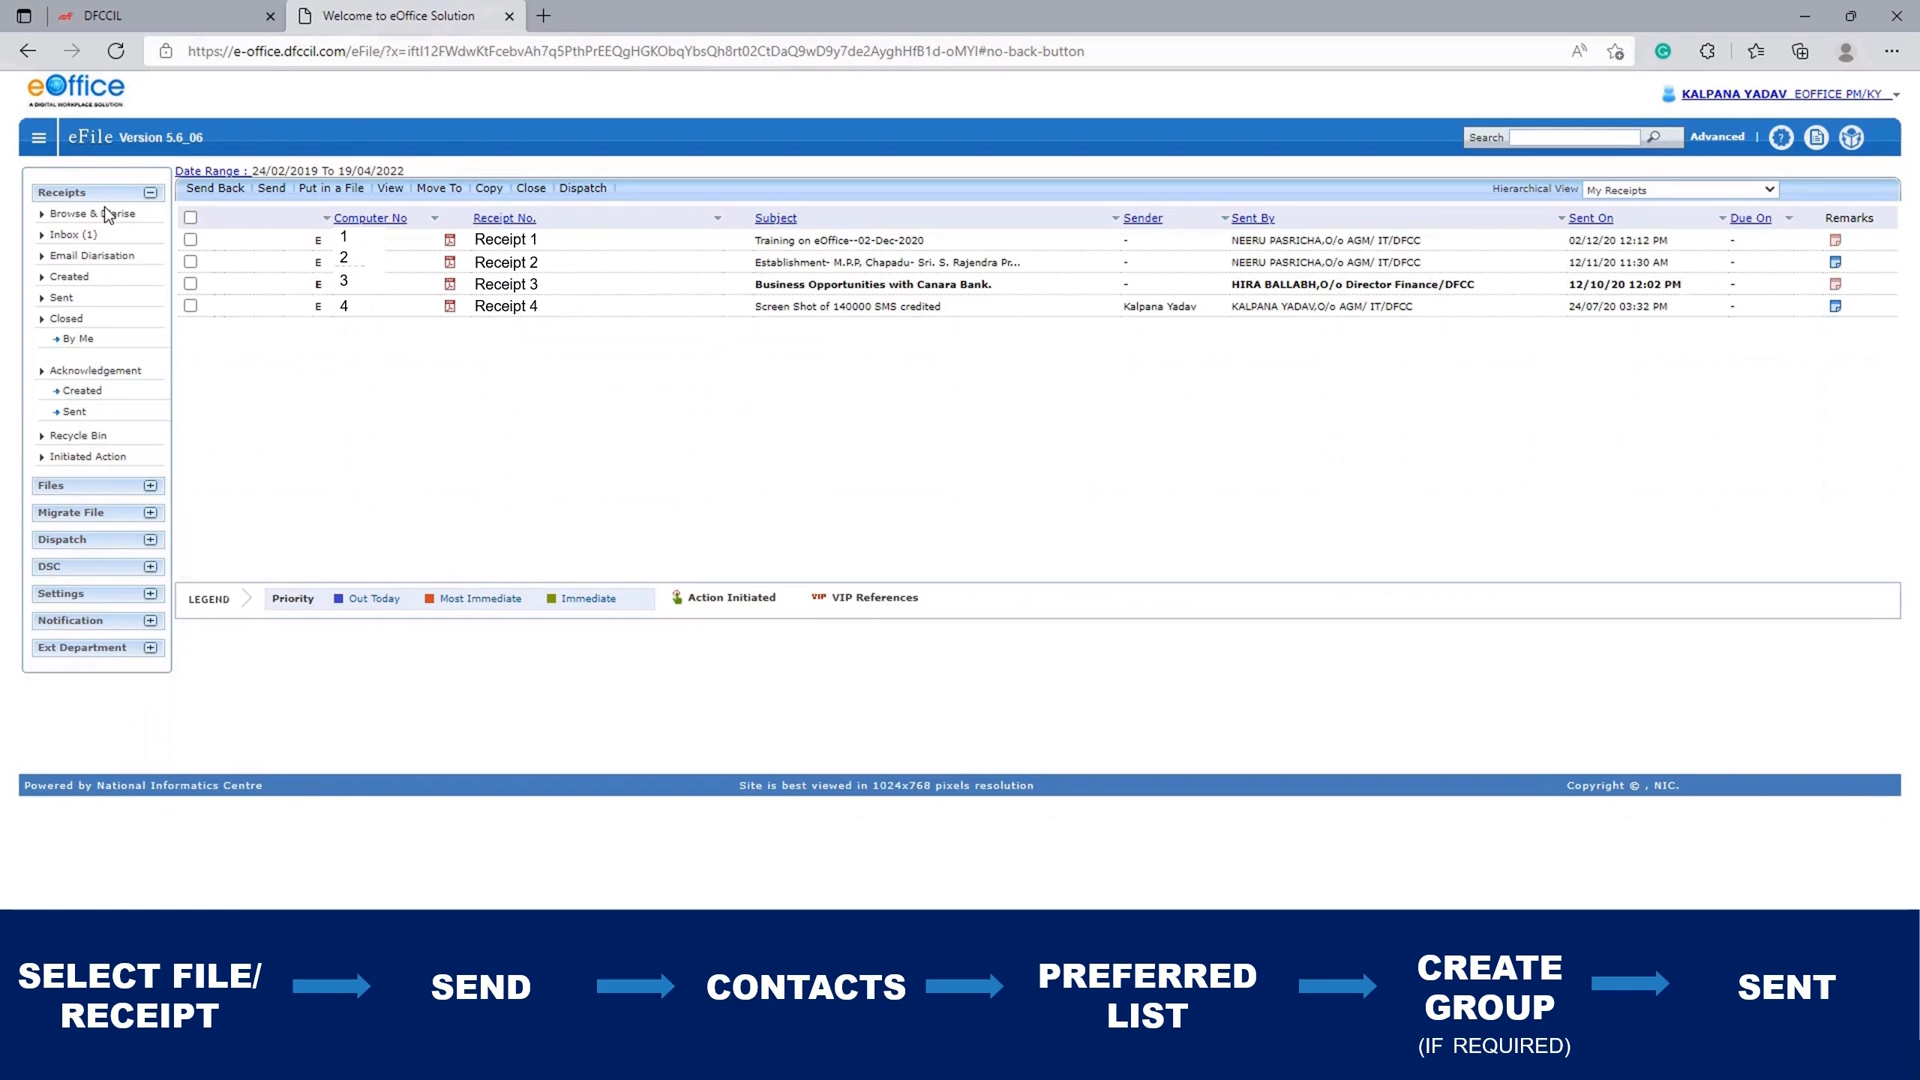 DFCCIL
Welcome to eOffice Solution
https://e-office.dfccil.com/eFile/?x=iftI12FWdwKtFcebvAh7q5PthPrEEQgHGKObqYbsQh8rt02CtDaQ9wD9y7de2AyghHfB1d-oMYI#no-back-button
eOffice
A DIGITAL WORKPLACE SOLUTION
KALPANA YADAV EOFFICE PM/KY
eFile Version 5.6_06
Search
Advanced |
Date Range : 24/02/2019 To 19/04/2022
Send Back Send Put in a File View Move To Copy Close Dispatch
Hierarchical View My Receipts
Computer No Receipt No. Subject Sender Sent By Sent On Due On Remarks
E 1 Receipt 1 Training on eOffice--02-Dec-2020 - NEERU PASRICHA,O/o AGM/ IT/DFCC 02/12/20 12:12 PM -
E 2 Receipt 2 Establishment- M.P.P, Chapadu- Sri. S. Rajendra Pr... - NEERU PASRICHA,O/o AGM/ IT/DFCC 12/11/20 11:30 AM -
E 3 Receipt 3 Business Opportunities with Canara Bank. - HIRA BALLABH,O/o Director Finance/DFCC 12/10/20 12:02 PM -
E 4 Receipt 4 Screen Shot of 140000 SMS credited Kalpana Yadav KALPANA YADAV,O/o AGM/ IT/DFCC 24/07/20 03:32 PM -
Receipts
Browse &
Inbox (1)
Email Diarisation
Created
Sent
Closed
By Me
Acknowledgement
Created
Sent
Recycle Bin
Initiated Action
Files
Migrate File
Dispatch
DSC
Settings
Notification
Ext Department
LEGEND Priority Out Today Most Immediate Immediate Action Initiated VIP VIP References
Powered by National Informatics Centre
Site is best viewed in 1024x768 pixels resolution
Copyright © , NIC.
SELECT FILE/
RECEIPT
SEND
CONTACTS
PREFERRED
LIST
CREATE
GROUP
(IF REQUIRED)
SENT